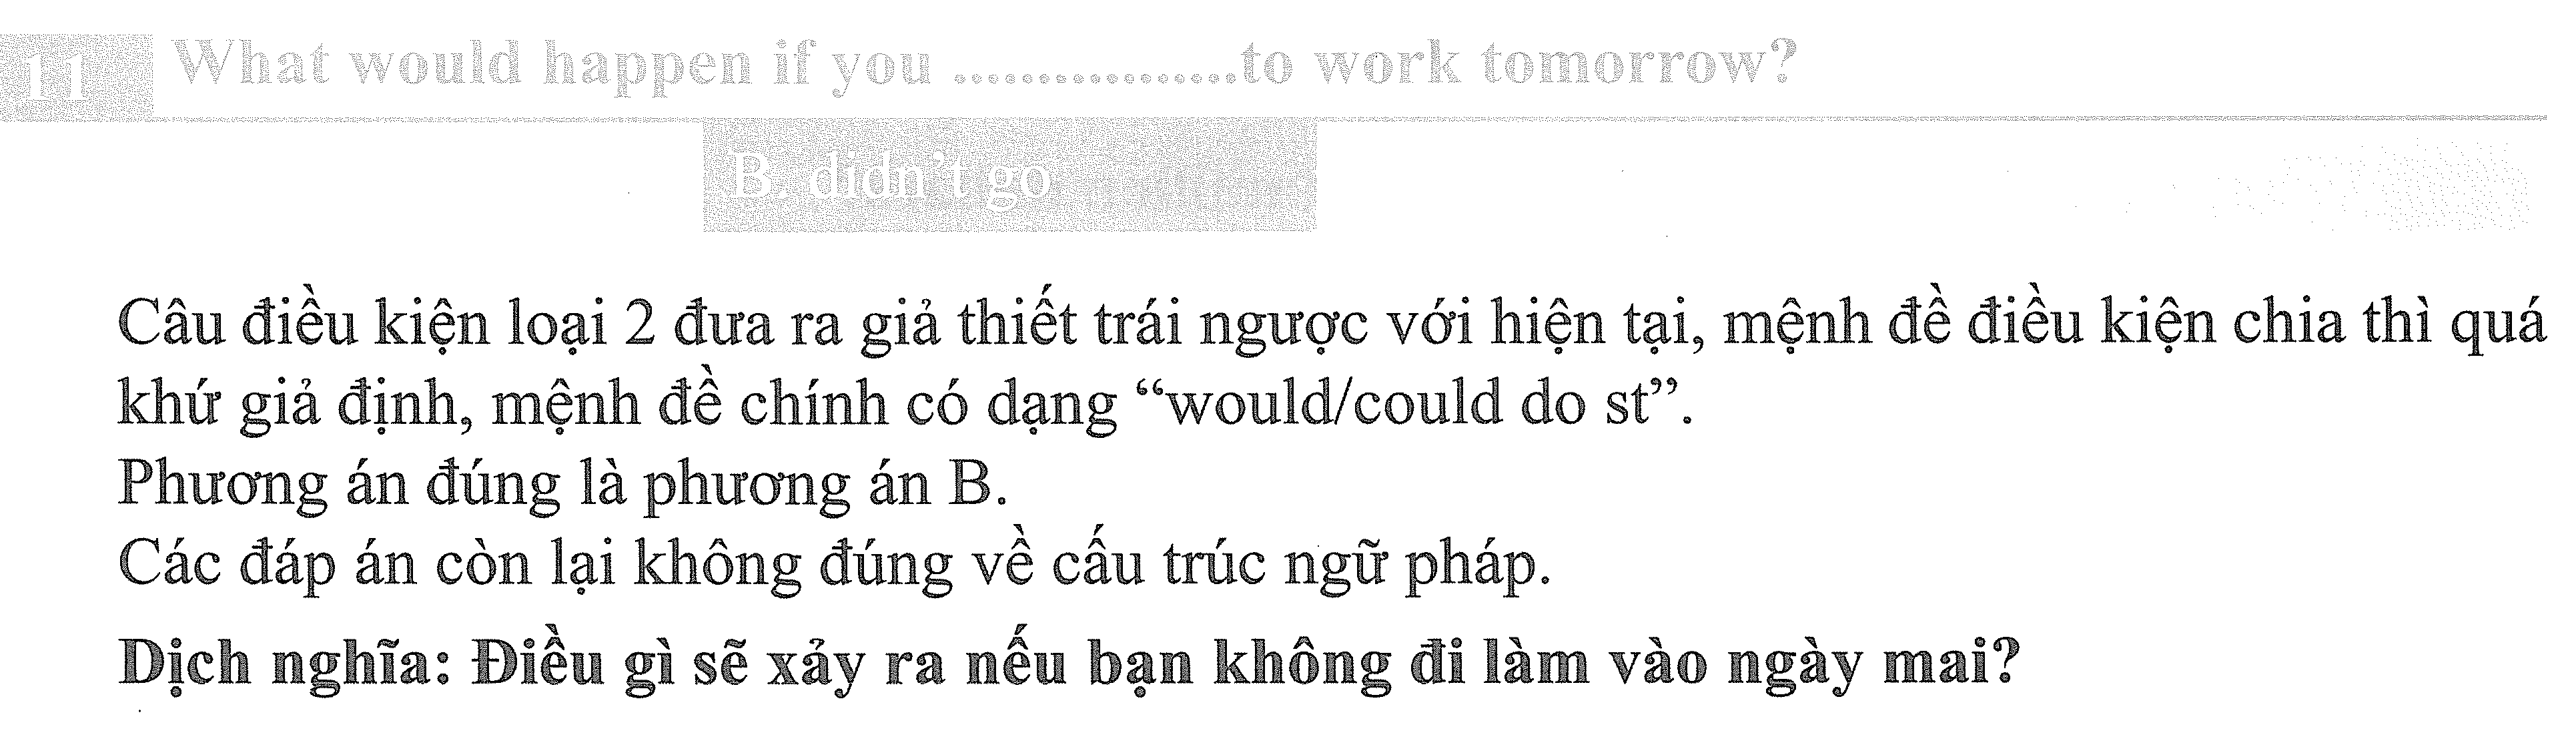 11 What would happen if you .................to work tomorrow?
B. didn't go
Câu điều kiện loại 2 đưa ra giả thiết trái ngược với hiện tại, mệnh đề điều kiện chia thì quá
khứ giả định, mệnh đề chính có dạng “would/could do st”.
Phương án đúng là phương án B.
Các đáp án còn lại không đúng về cấu trúc ngữ pháp.
Dịch nghĩa: Điều gì sẽ xảy ra nếu bạn không đi làm vào ngày mai?